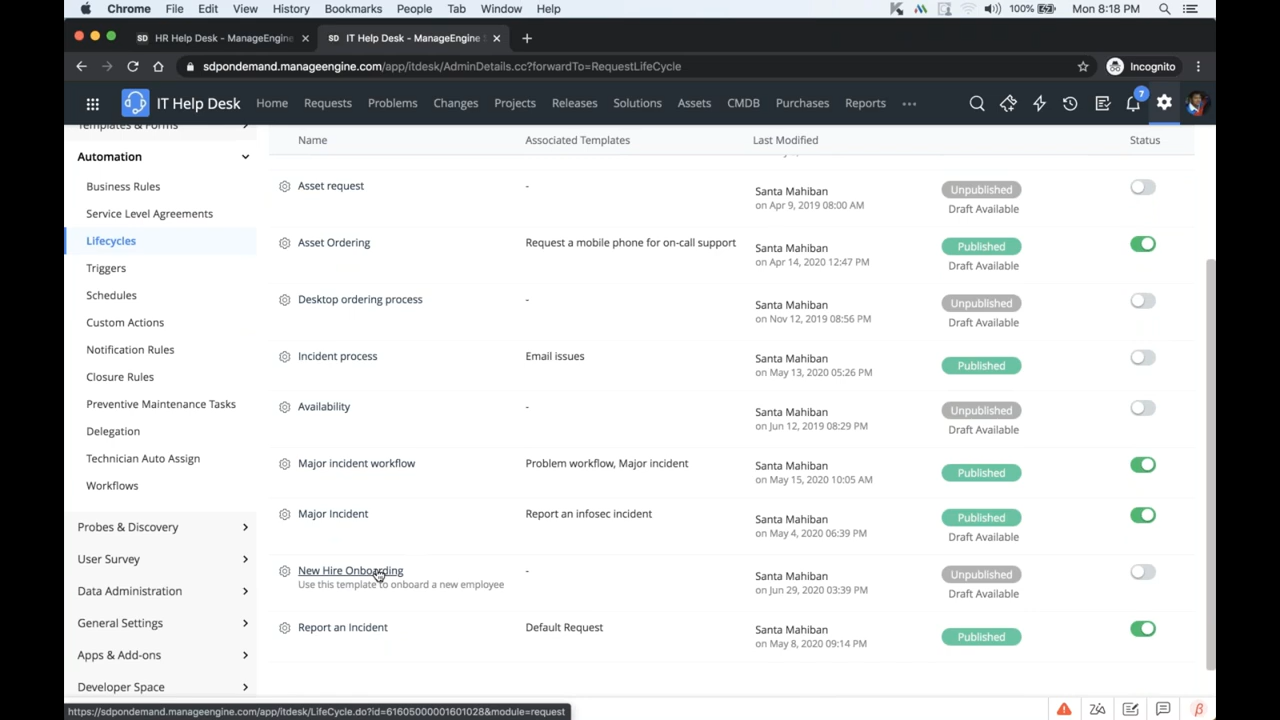 Chrome File Edit View History Bookmarks People Tab Window Help 100% Mon 8:18 PM
SD HR Help Desk - ManageEngine SD IT Help Desk - ManageEngine
sdpondemand.manageengine.com/app/itdesk/AdminDetails.cc?forwardTo=RequestLifeCycle Incognito
IT Help Desk Home Requests Problems Changes Projects Releases Solutions Assets CMDB Purchases Reports 7
Templates & Forms
Automation
Business Rules
Service Level Agreements
Lifecycles
Triggers
Schedules
Custom Actions
Notification Rules
Closure Rules
Preventive Maintenance Tasks
Delegation
Technician Auto Assign
Workflows
Probes & Discovery
User Survey
Data Administration
General Settings
Apps & Add-ons
Developer Space
Name Associated Templates Last Modified Status
Asset request - Santa Mahiban Unpublished
on Apr 9, 2019 08:00 AM Draft Available
Asset Ordering Request a mobile phone for on-call support Santa Mahiban Published
on Apr 14, 2020 12:47 PM Draft Available
Desktop ordering process - Santa Mahiban Unpublished
on Nov 12, 2019 08:56 PM Draft Available
Incident process Email issues Santa Mahiban Published
on May 13, 2020 05:26 PM
Availability - Santa Mahiban Unpublished
on Jun 12, 2019 08:29 PM Draft Available
Major incident workflow Problem workflow, Major incident Santa Mahiban Published
on May 15, 2020 10:05 AM
Major Incident Report an infosec incident Santa Mahiban Published
on May 4, 2020 06:39 PM Draft Available
New Hire Onboarding - Santa Mahiban Unpublished
Use this template to onboard a new employee on Jun 29, 2020 03:39 PM Draft Available
Report an Incident Default Request Santa Mahiban Published
on May 8, 2020 09:14 PM
https://sdpondemand.manageengine.com/app/itdesk/LifeCycle.do?id=61605000001601028&module=request